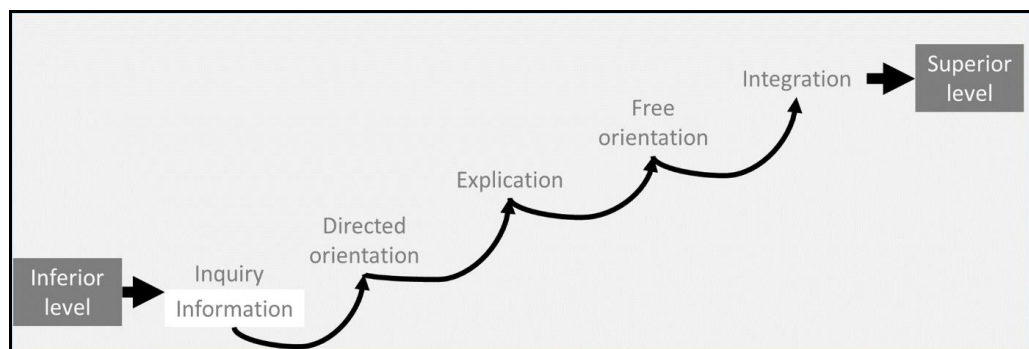 Inferior
level
Inquiry
Information
Directed
orientation
Explication
Free
orientation
Integration
Superior
level